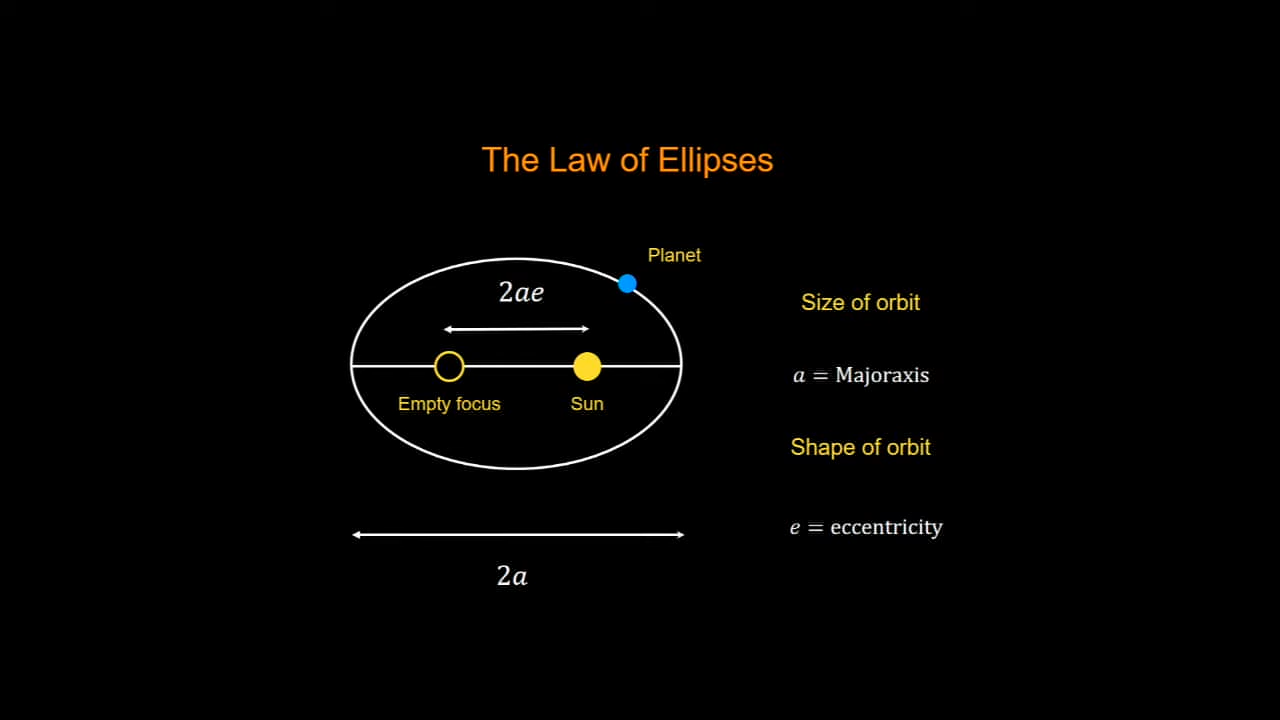 The Law of Ellipses
Planet
2ae
Size of orbit
a = Majoraxis
Empty focus
Sun
Shape of orbit
e = eccentricity
2a